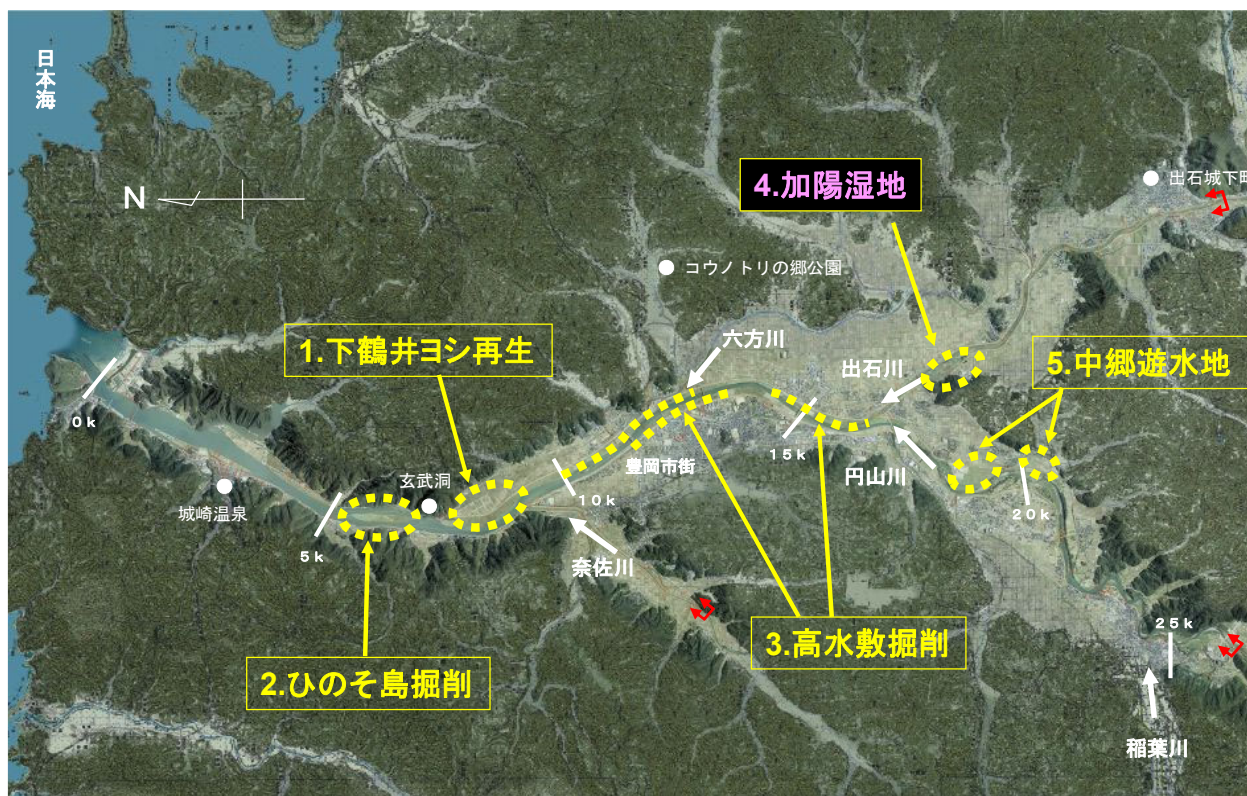 日本海
N
4.加陽湿地
出石城下町
コウノトリの郷公園
六方川
1.下鶴井ヨシ再生
出石川
5.中郷遊水地
0k
玄武洞
豊岡市街
15k
円山川
城崎温泉
10k
20k
5k
奈佐川
3.高水敷掘削
25k
2.ひのそ島掘削
稲葉川